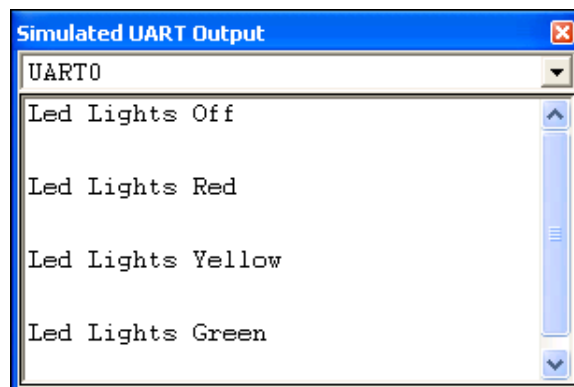 Simulated UART Output
UART0
Led Lights Off
Led Lights Red
Led Lights Yellow
Led Lights Green